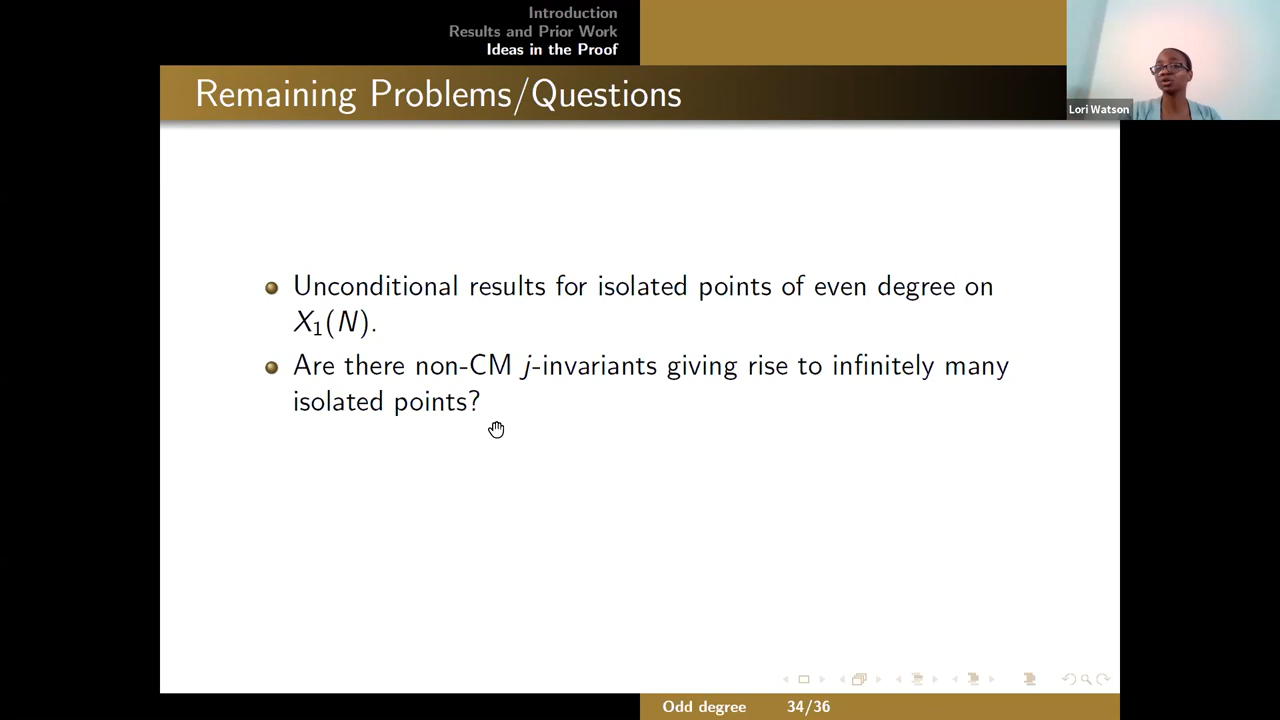 Introduction
Results and Prior Work
Ideas in the Proof
Remaining Problems/Questions
Lori Watson
Unconditional results for isolated points of even degree on
X₁(N).
Are there non-CM j-invariants giving rise to infinitely many
isolated points?
Odd degree 34/36